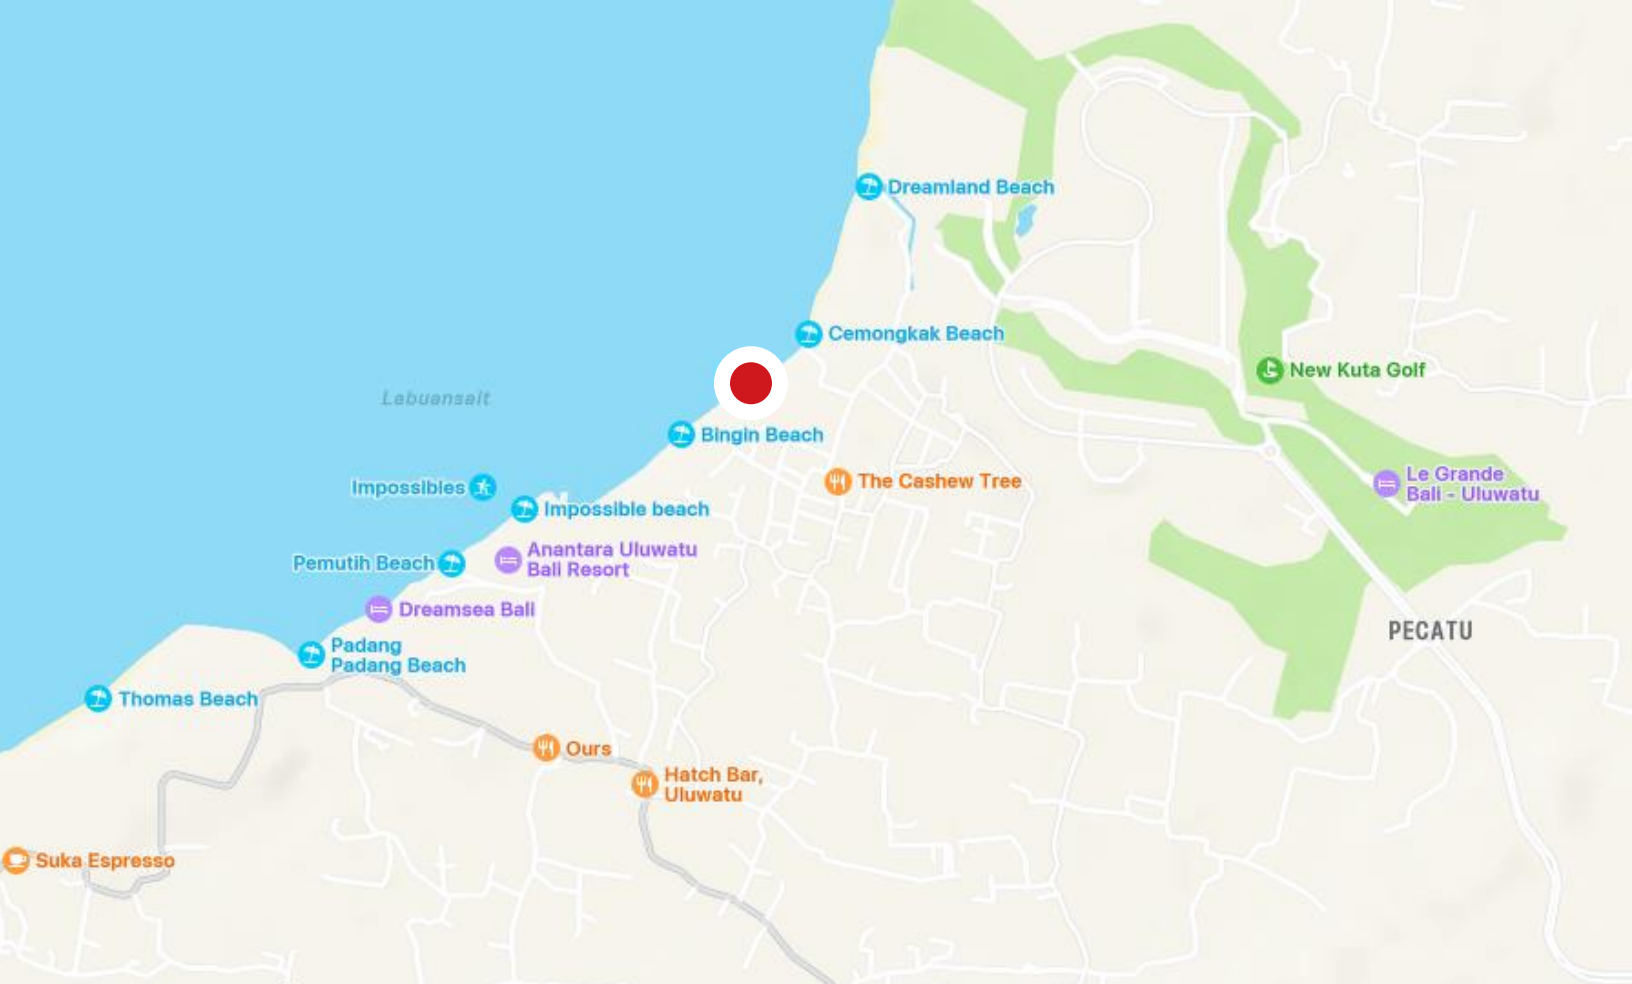 Dreamland Beach
Cemongkak Beach
New Kuta Golf
Labuansait
Bingin Beach
The Cashew Tree
Le Grande
Bali - Uluwatu
Impossibles
Impossible beach
Anantara Uluwatu
Bali Resort
Pemutih Beach
Dreamsea Bali
PECATU
Padang
Padang Beach
Thomas Beach
Ours
Hatch Bar,
Uluwatu
Suka Espresso